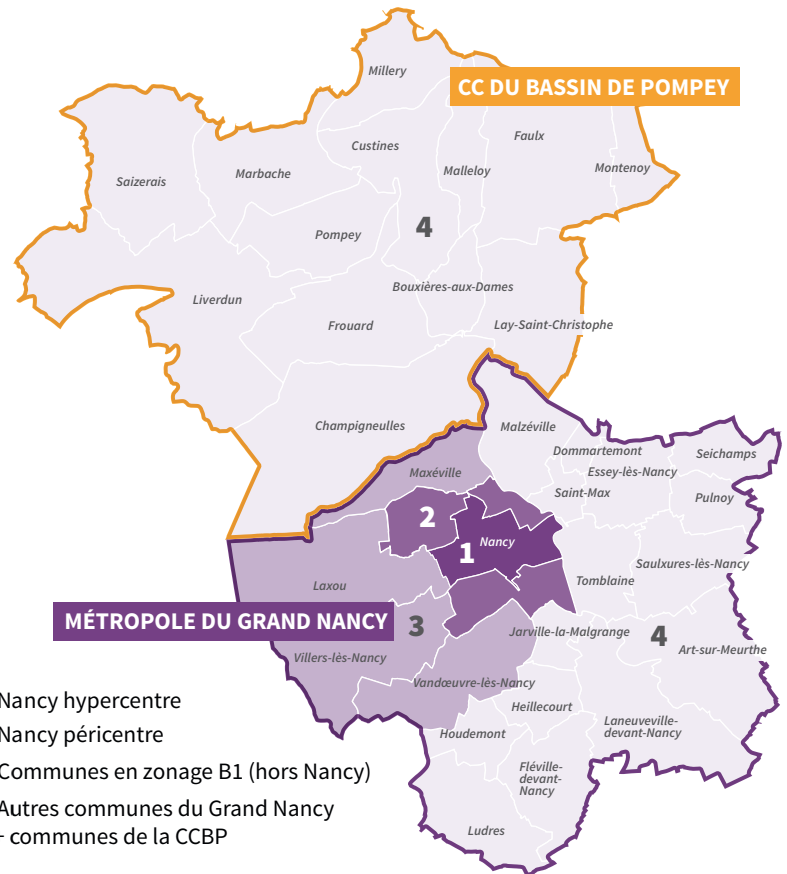 Millery
CC DU BASSIN DE POMPEY
Faulx
Custines
Malleloy
Montenoy
Marbache
Saizerais
4
Pompey
Bouxières-aux-Dames
Liverdun
Frouard
Lay-Saint-Christophe
Champigneulles
Malzéville
Dommartemont
Seichamps
Maxéville
Essey-lès-Nancy
Saint-Max
Pulnoy
2
1
Nancy
Saulxures-lès-Nancy
Tomblaine
Laxou
MÉTROPOLE DU GRAND NANCY
3
Jarville-la-Malgrange
4
Art-sur-Meurthe
Villers-lès-Nancy
Vandœuvre-lès-Nancy
Heillecourt
Laneuveville-
devant-Nancy
Houdemont
Fléville-
devant-
Nancy
Ludres
Nancy hypercentre
Nancy péricentre
Communes en zonage B1 (hors Nancy)
Autres communes du Grand Nancy
communes de la CCBP